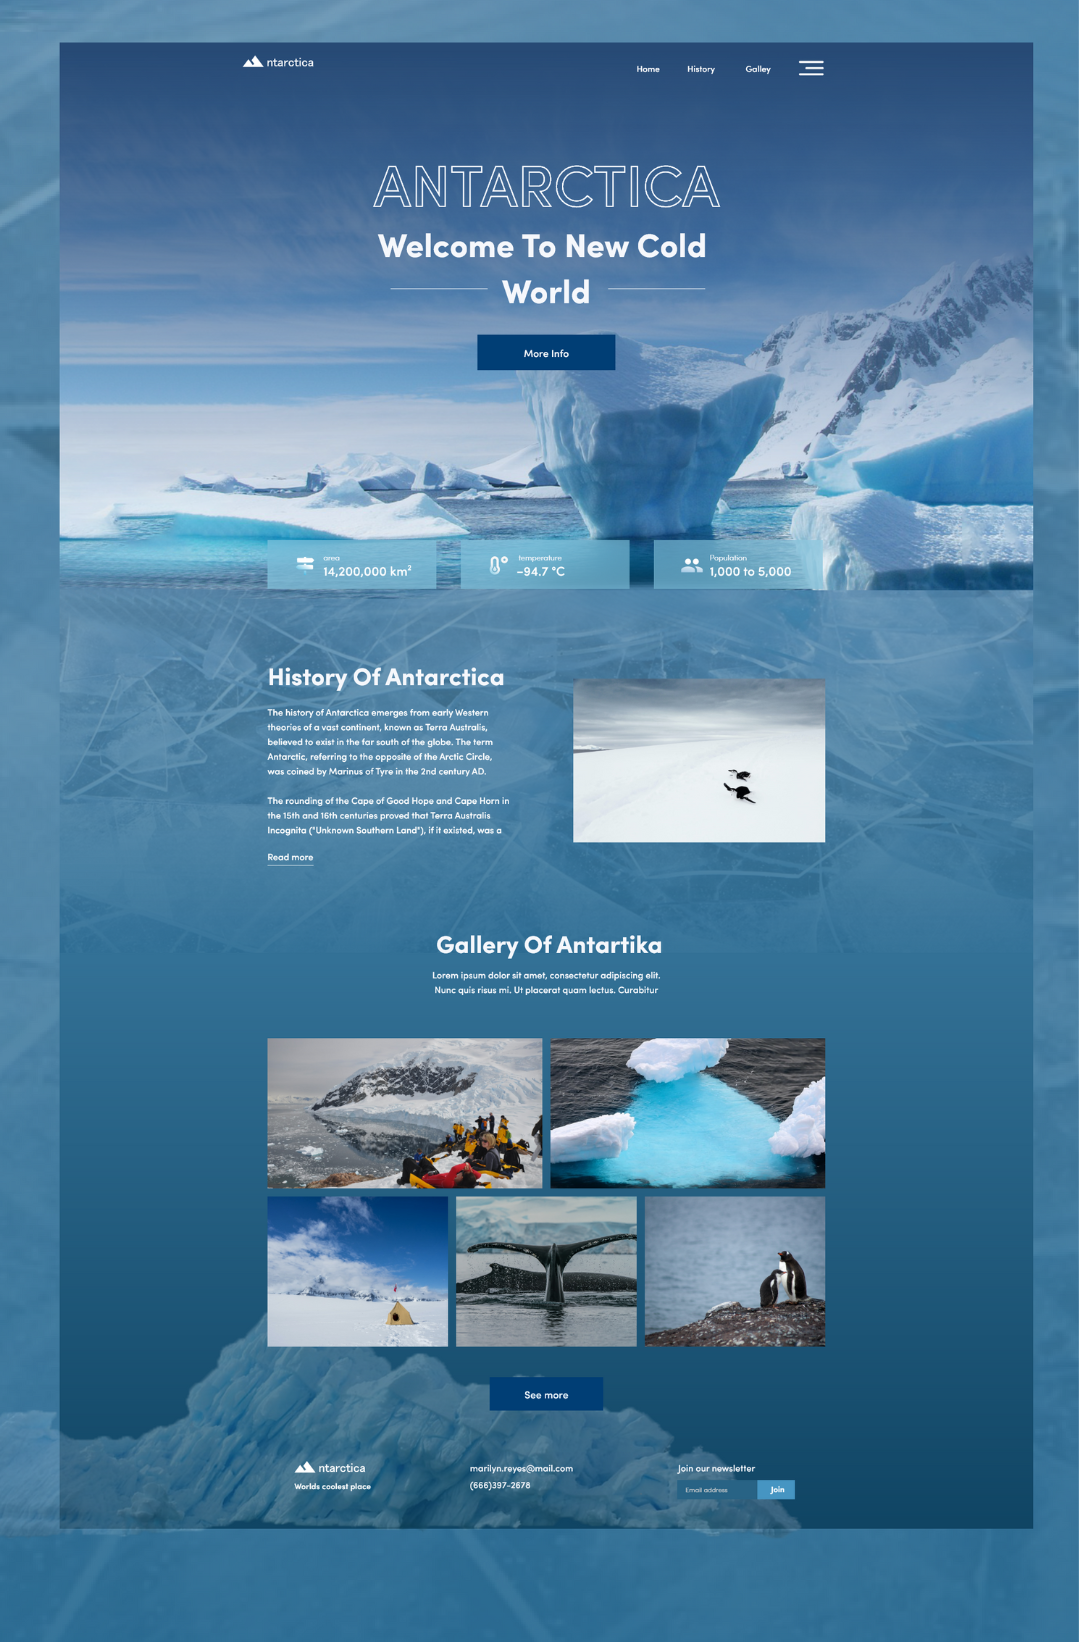 ntarctica
Home History Galley
ANTARCTICA
Welcome To New Cold
World
More Info
area
14,200,000 km²
temperature
-94.7 °C
Population
1,000 to 5,000
History Of Antarctica
The history of Antarctica emerges from early Western
theories of a vast continent, known as Terra Australis,
believed to exist in the far south of the globe. The term
Antarctic, referring to the opposite of the Arctic Circle,
was coined by Marinus of Tyre in the 2nd century AD.
The rounding of the Cape of Good Hope and Cape Horn in
the 15th and 16th centuries proved that Terra Australis
Incognita ("Unknown Southern Land"), if it existed, was a
Read more
Gallery Of Antartika
Lorem ipsum dolor sit amet, consectetur adipiscing elit.
Nunc quis risus mi. Ut placerat quam lectus. Curabitur
See more
ntarctica
Worlds coolest place
marilyn.reyes@mail.com
(666)397-2678
Join our newsletter
Email address
Join